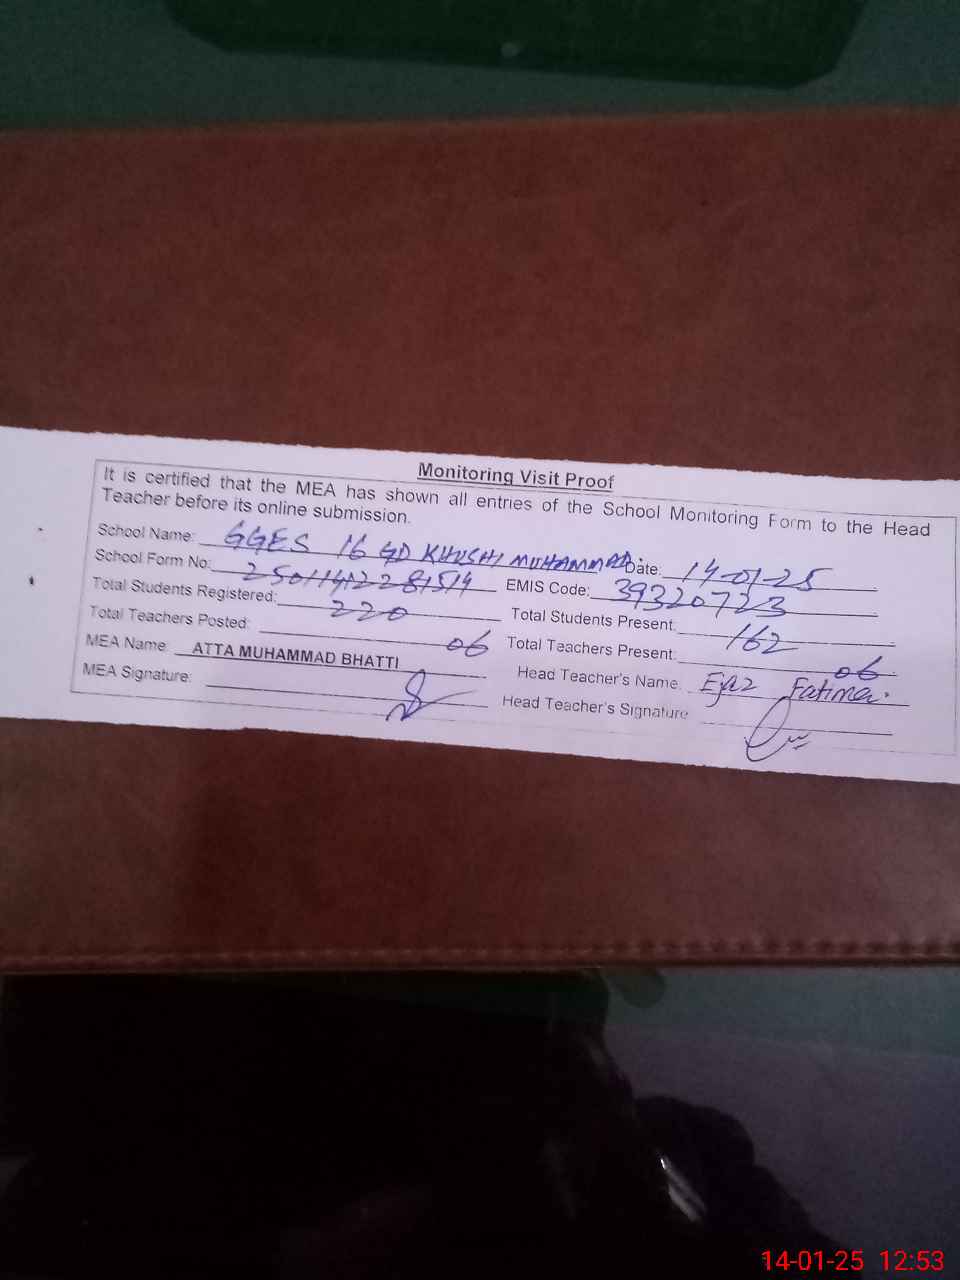 Monitoring Visit Proof
It is certified that the MEA has shown all entries of the School Monitoring Form to the Head
Teacher before its online submission.
School Name: GGES 16 GD KHUSHI MUHAMMAD Date: 14-01-25
School Form No: 25011412281514 EMIS Code: 39320723
Total Students Registered: 220 Total Students Present: 162
Total Teachers Posted: 06 Total Teachers Present: 06
MEA Name: ATTA MUHAMMAD BHATTI Head Teacher's Name. Fatima.
MEA Signature: Head Teacher's Signature
14-01-25 12:53